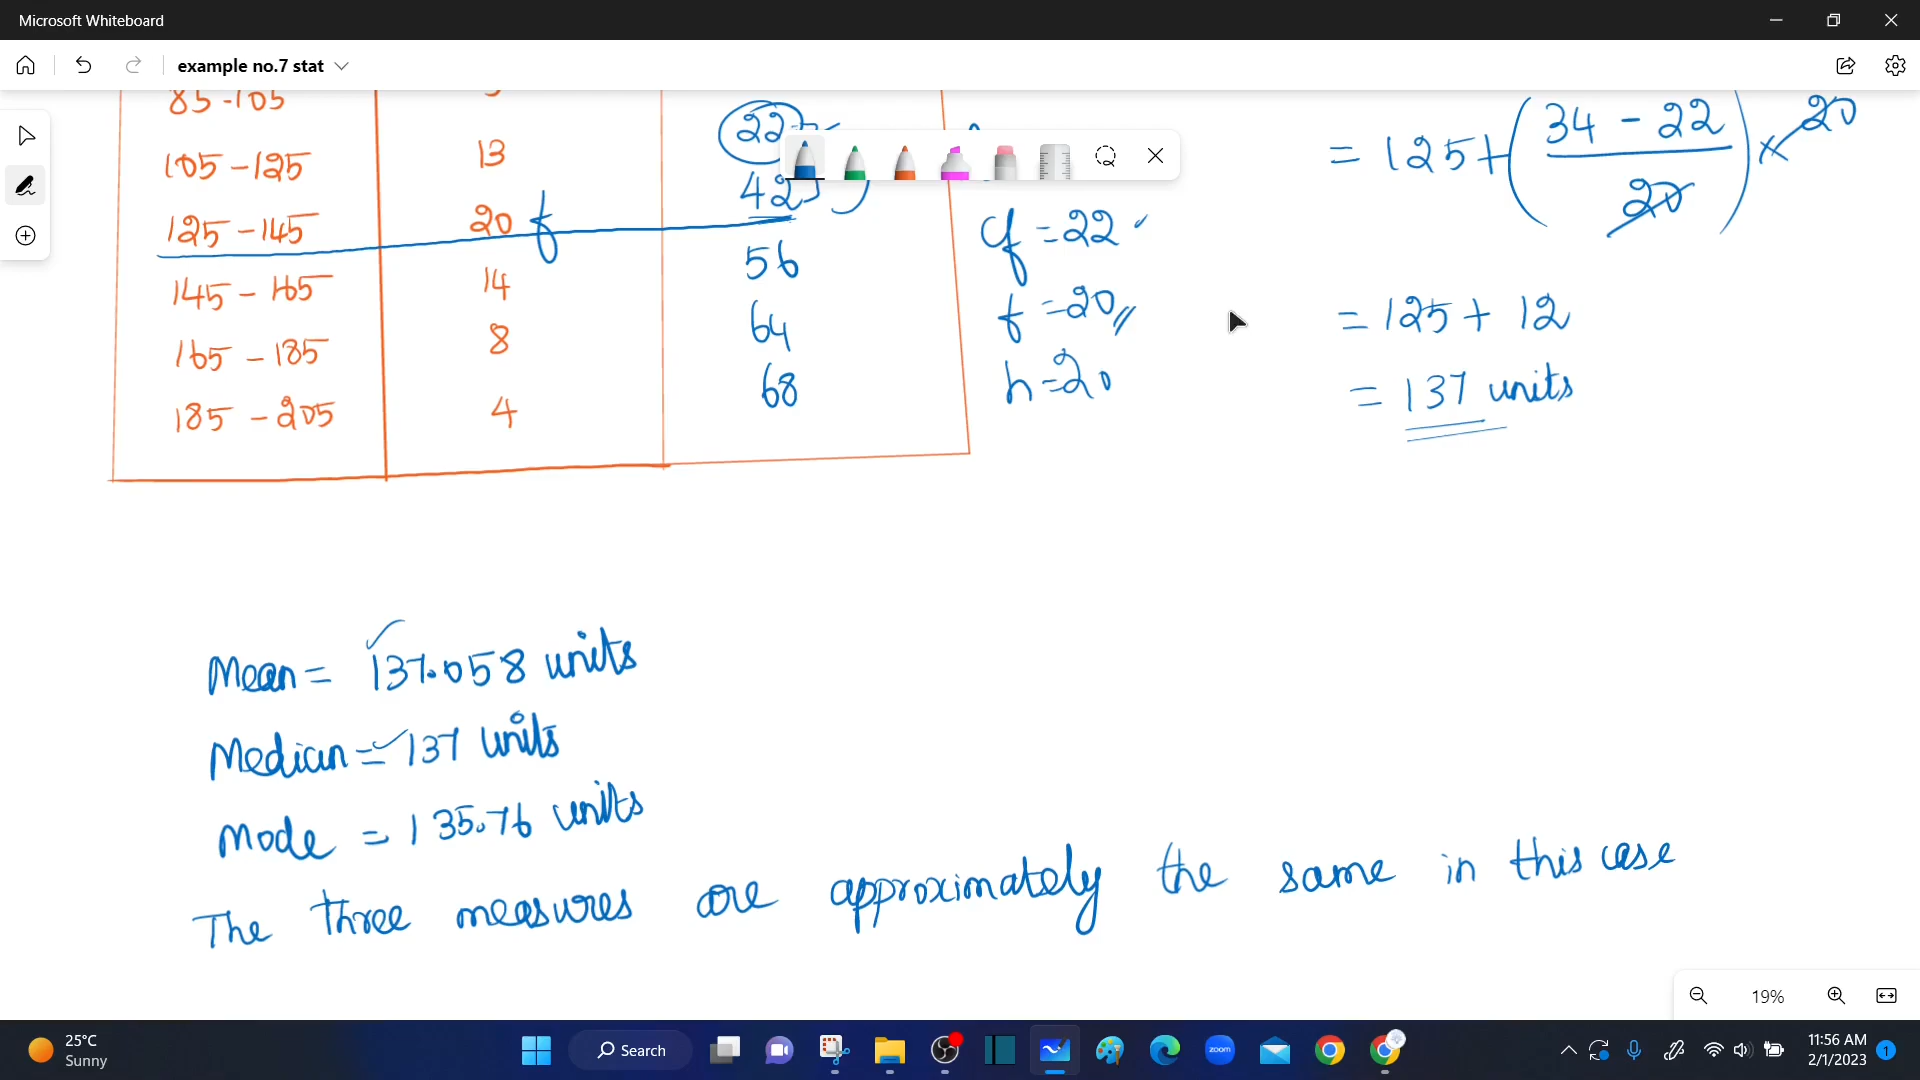 Microsoft Whiteboard
example no.7 stat
85-105
105-125 13 22
125-145 20 f 42
145-165 14 56
165-185 8 64
185-205 4 68
cf = 22
f = 20
h = 20
= 125+(34-22/20)×20
= 125+12
= 137 units
Mean = 137.058 units
Median = 137 units
Mode = 135.76 units
The three measures are approximately the same in this case
19%
25°C
Sunny
Search
zoom
11:56 AM
2/1/2023
1